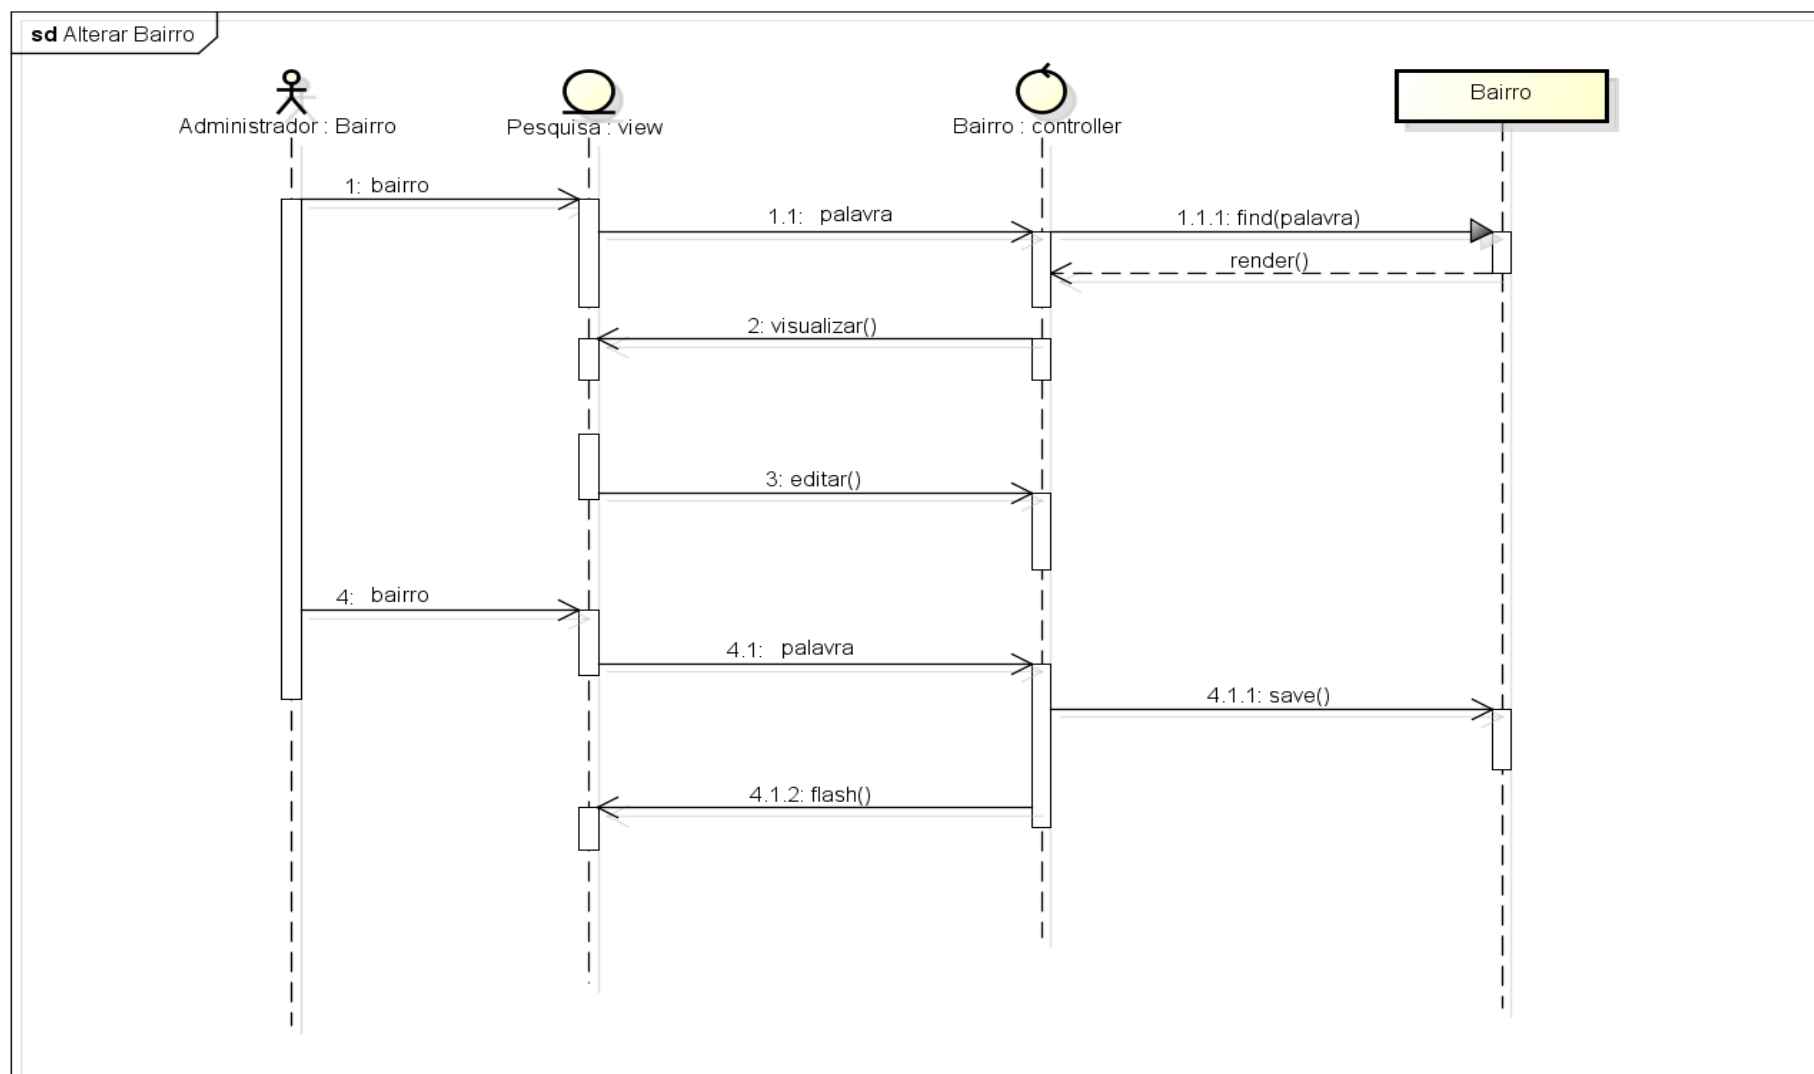 sd Alterar Bairro
Administrador : Bairro
Pesquisa : view
Bairro : controller
Bairro
1: bairro
1.1: palavra
1.1.1: find(palavra)
render()
2: visualizar()
3: editar()
4: bairro
4.1: palavra
4.1.1: save()
4.1.2: flash()